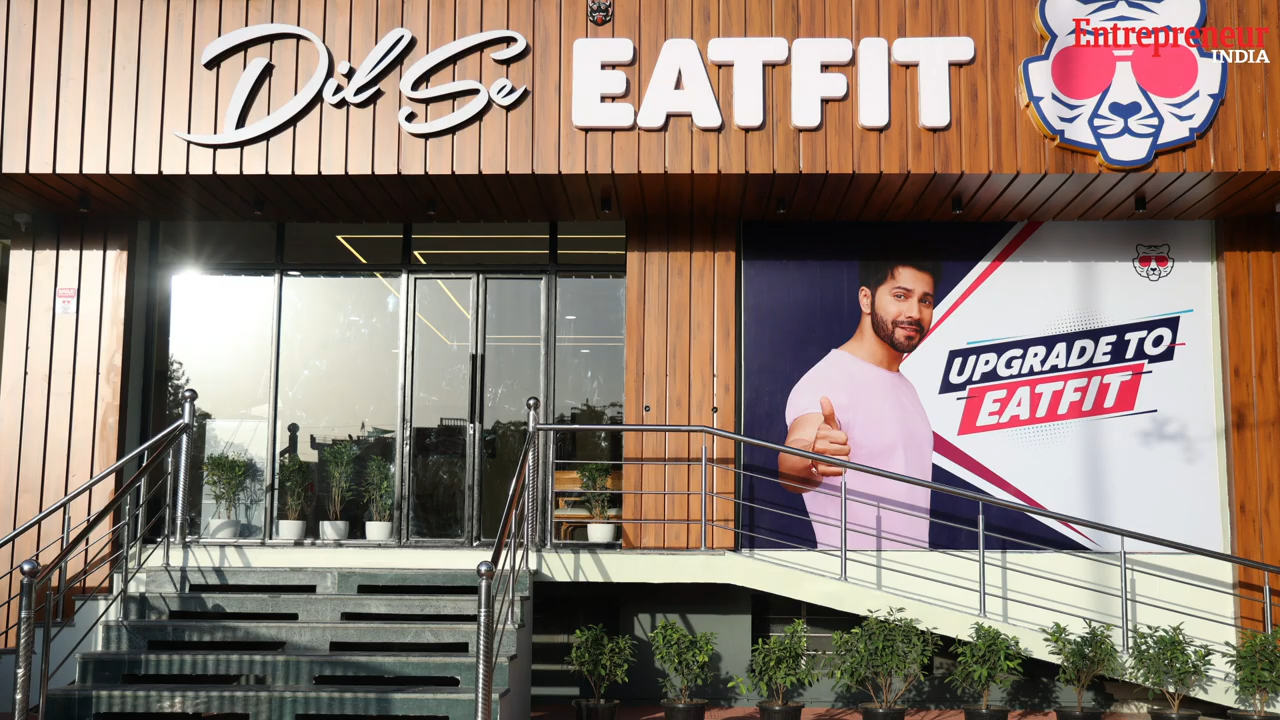 Dil Se EATFIT
Entrepreneur
INDIA
UPGRADE TO
EATFIT